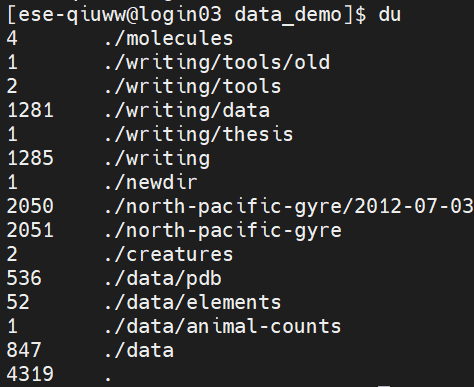 [ese-qiuww@login03 data_demo]$ du
4       ./molecules
1       ./writing/tools/old
2       ./writing/tools
1281    ./writing/data
1       ./writing/thesis
1285    ./writing
1       ./newdir
2050    ./north-pacific-gyre/2012-07-03
2051    ./north-pacific-gyre
2       ./creatures
536     ./data/pdb
52      ./data/elements
1       ./data/animal-counts
847     ./data
4319    .